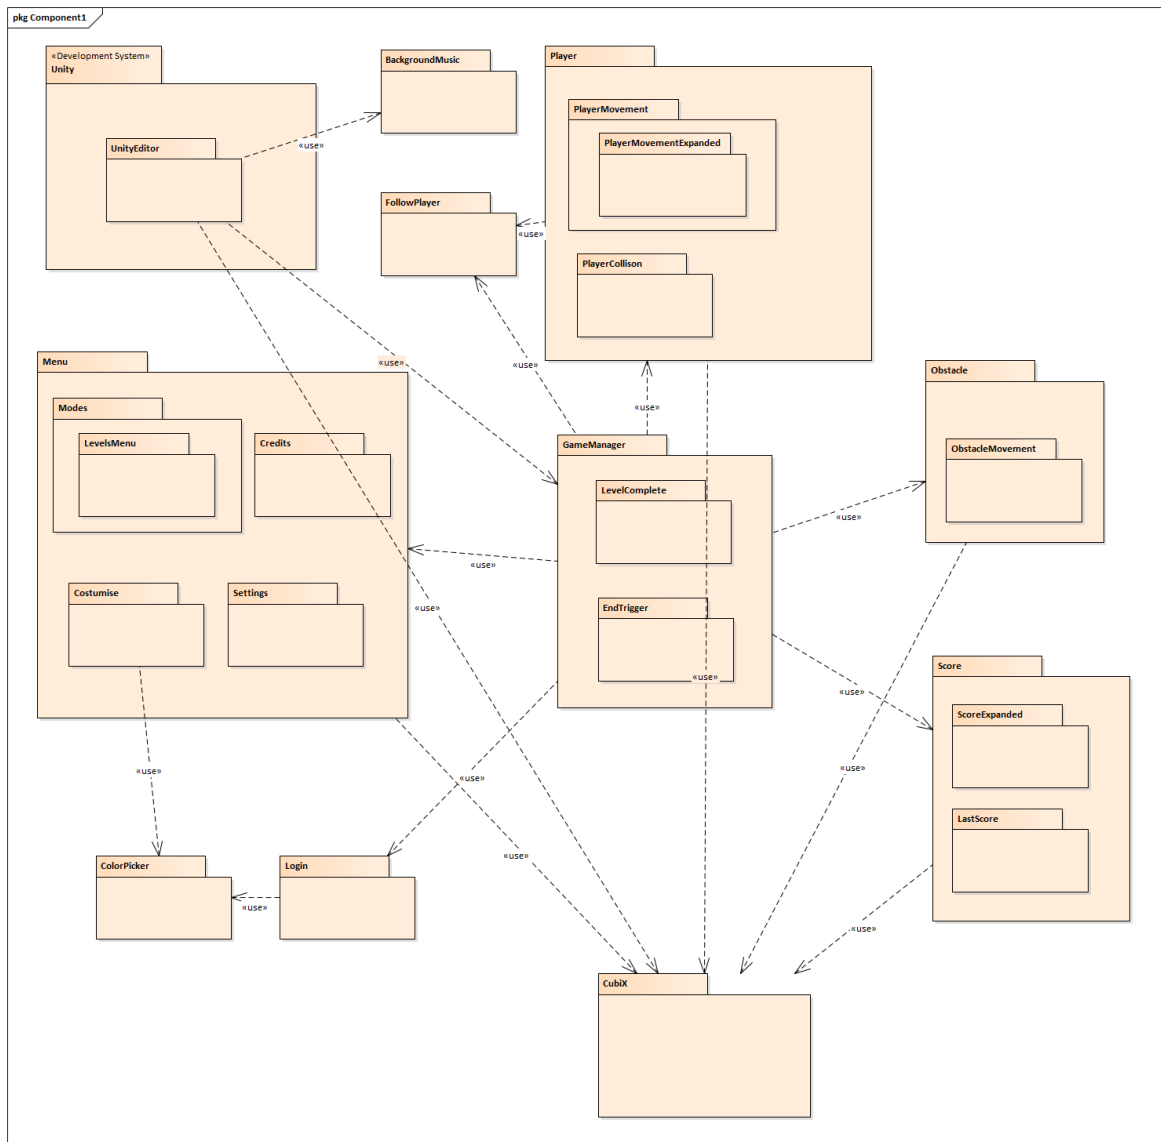 pkg Component1
«Development System»
Unity
UnityEditor
BackgroundMusic
«use»
Player
PlayerMovement
PlayerMovementExpanded
PlayerCollison
FollowPlayer
«use»
«use»
«use»
«use»
Menu
Modes
LevelsMenu
Credits
Costumise
Settings
GameManager
LevelComplete
EndTrigger
Obstacle
ObstacleMovement
«use»
«use»
«use»
«use»
«use»
Score
ScoreExpanded
LastScore
«use»
«use»
«use»
«use»
ColorPicker
Login
«use»
«use»
CubiX